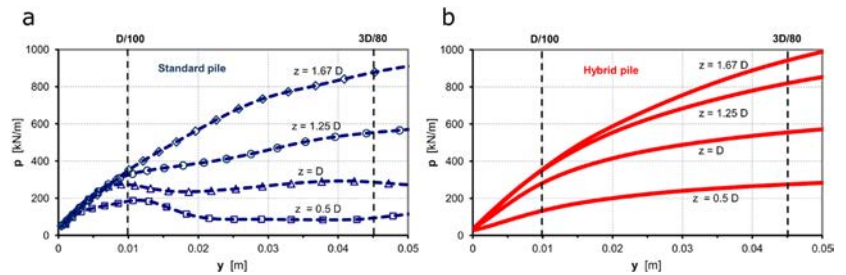 a
D/100
3D/80
1000
800
600
400
200
0
p [kN/m]
Standard pile
z = 1.67 D
z = 1.25 D
z = D
z = 0.5 D
0
0.01
0.02
0.03
0.04
0.05
y [m]
b
D/100
3D/80
1000
800
600
400
200
0
p [kN/m]
Hybrid pile
z = 1.67 D
z = 1.25 D
z = D
z = 0.5 D
0
0.01
0.02
0.03
0.04
0.05
y [m]